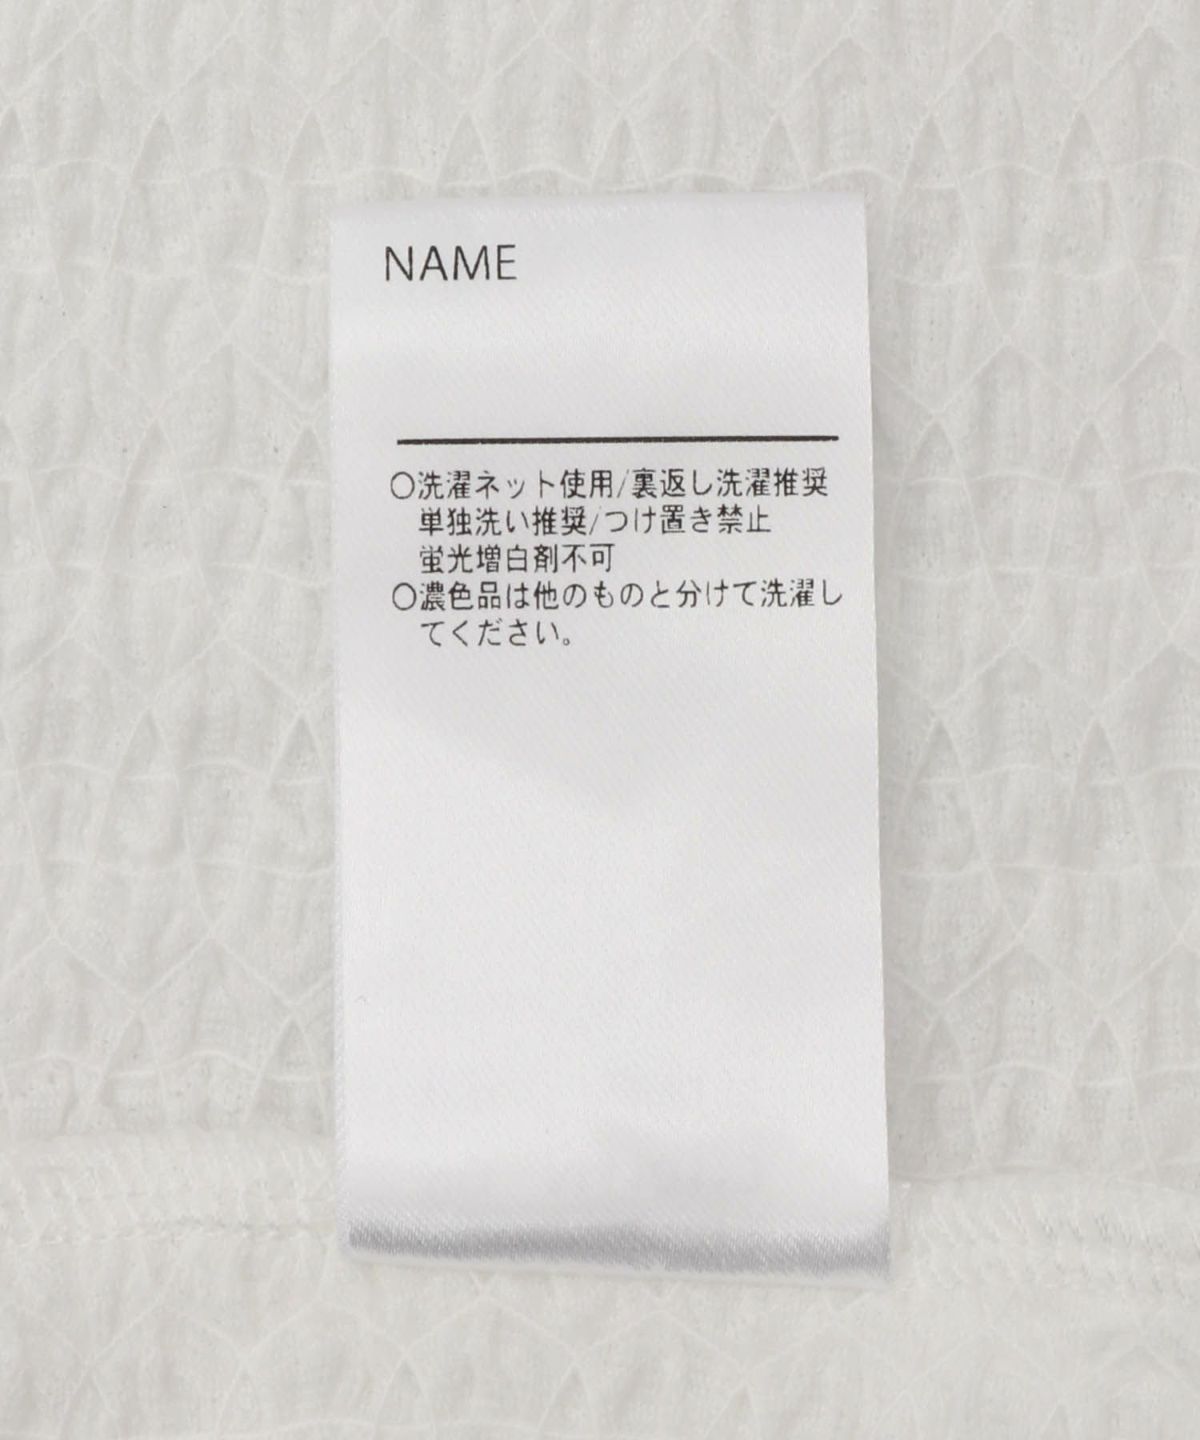 NAME
○洗濯ネット使用/裏返し洗濯推奨
単独洗い推奨/つけ置き禁止
蛍光増白剤不可
○濃色品は他のものと分けて洗濯し
てください。